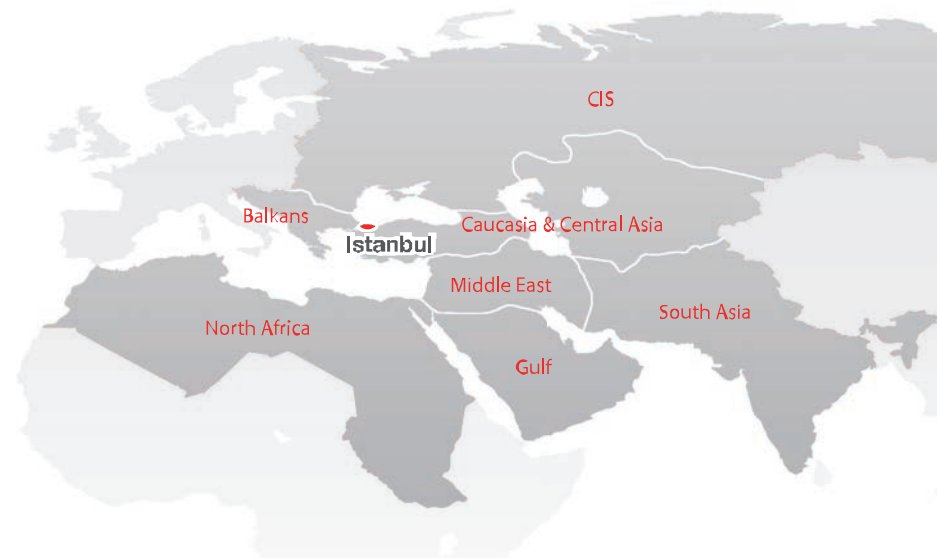 CIS
Balkans
Caucasia & Central Asia
Istanbul
Middle East
South Asia
North Africa
Gulf